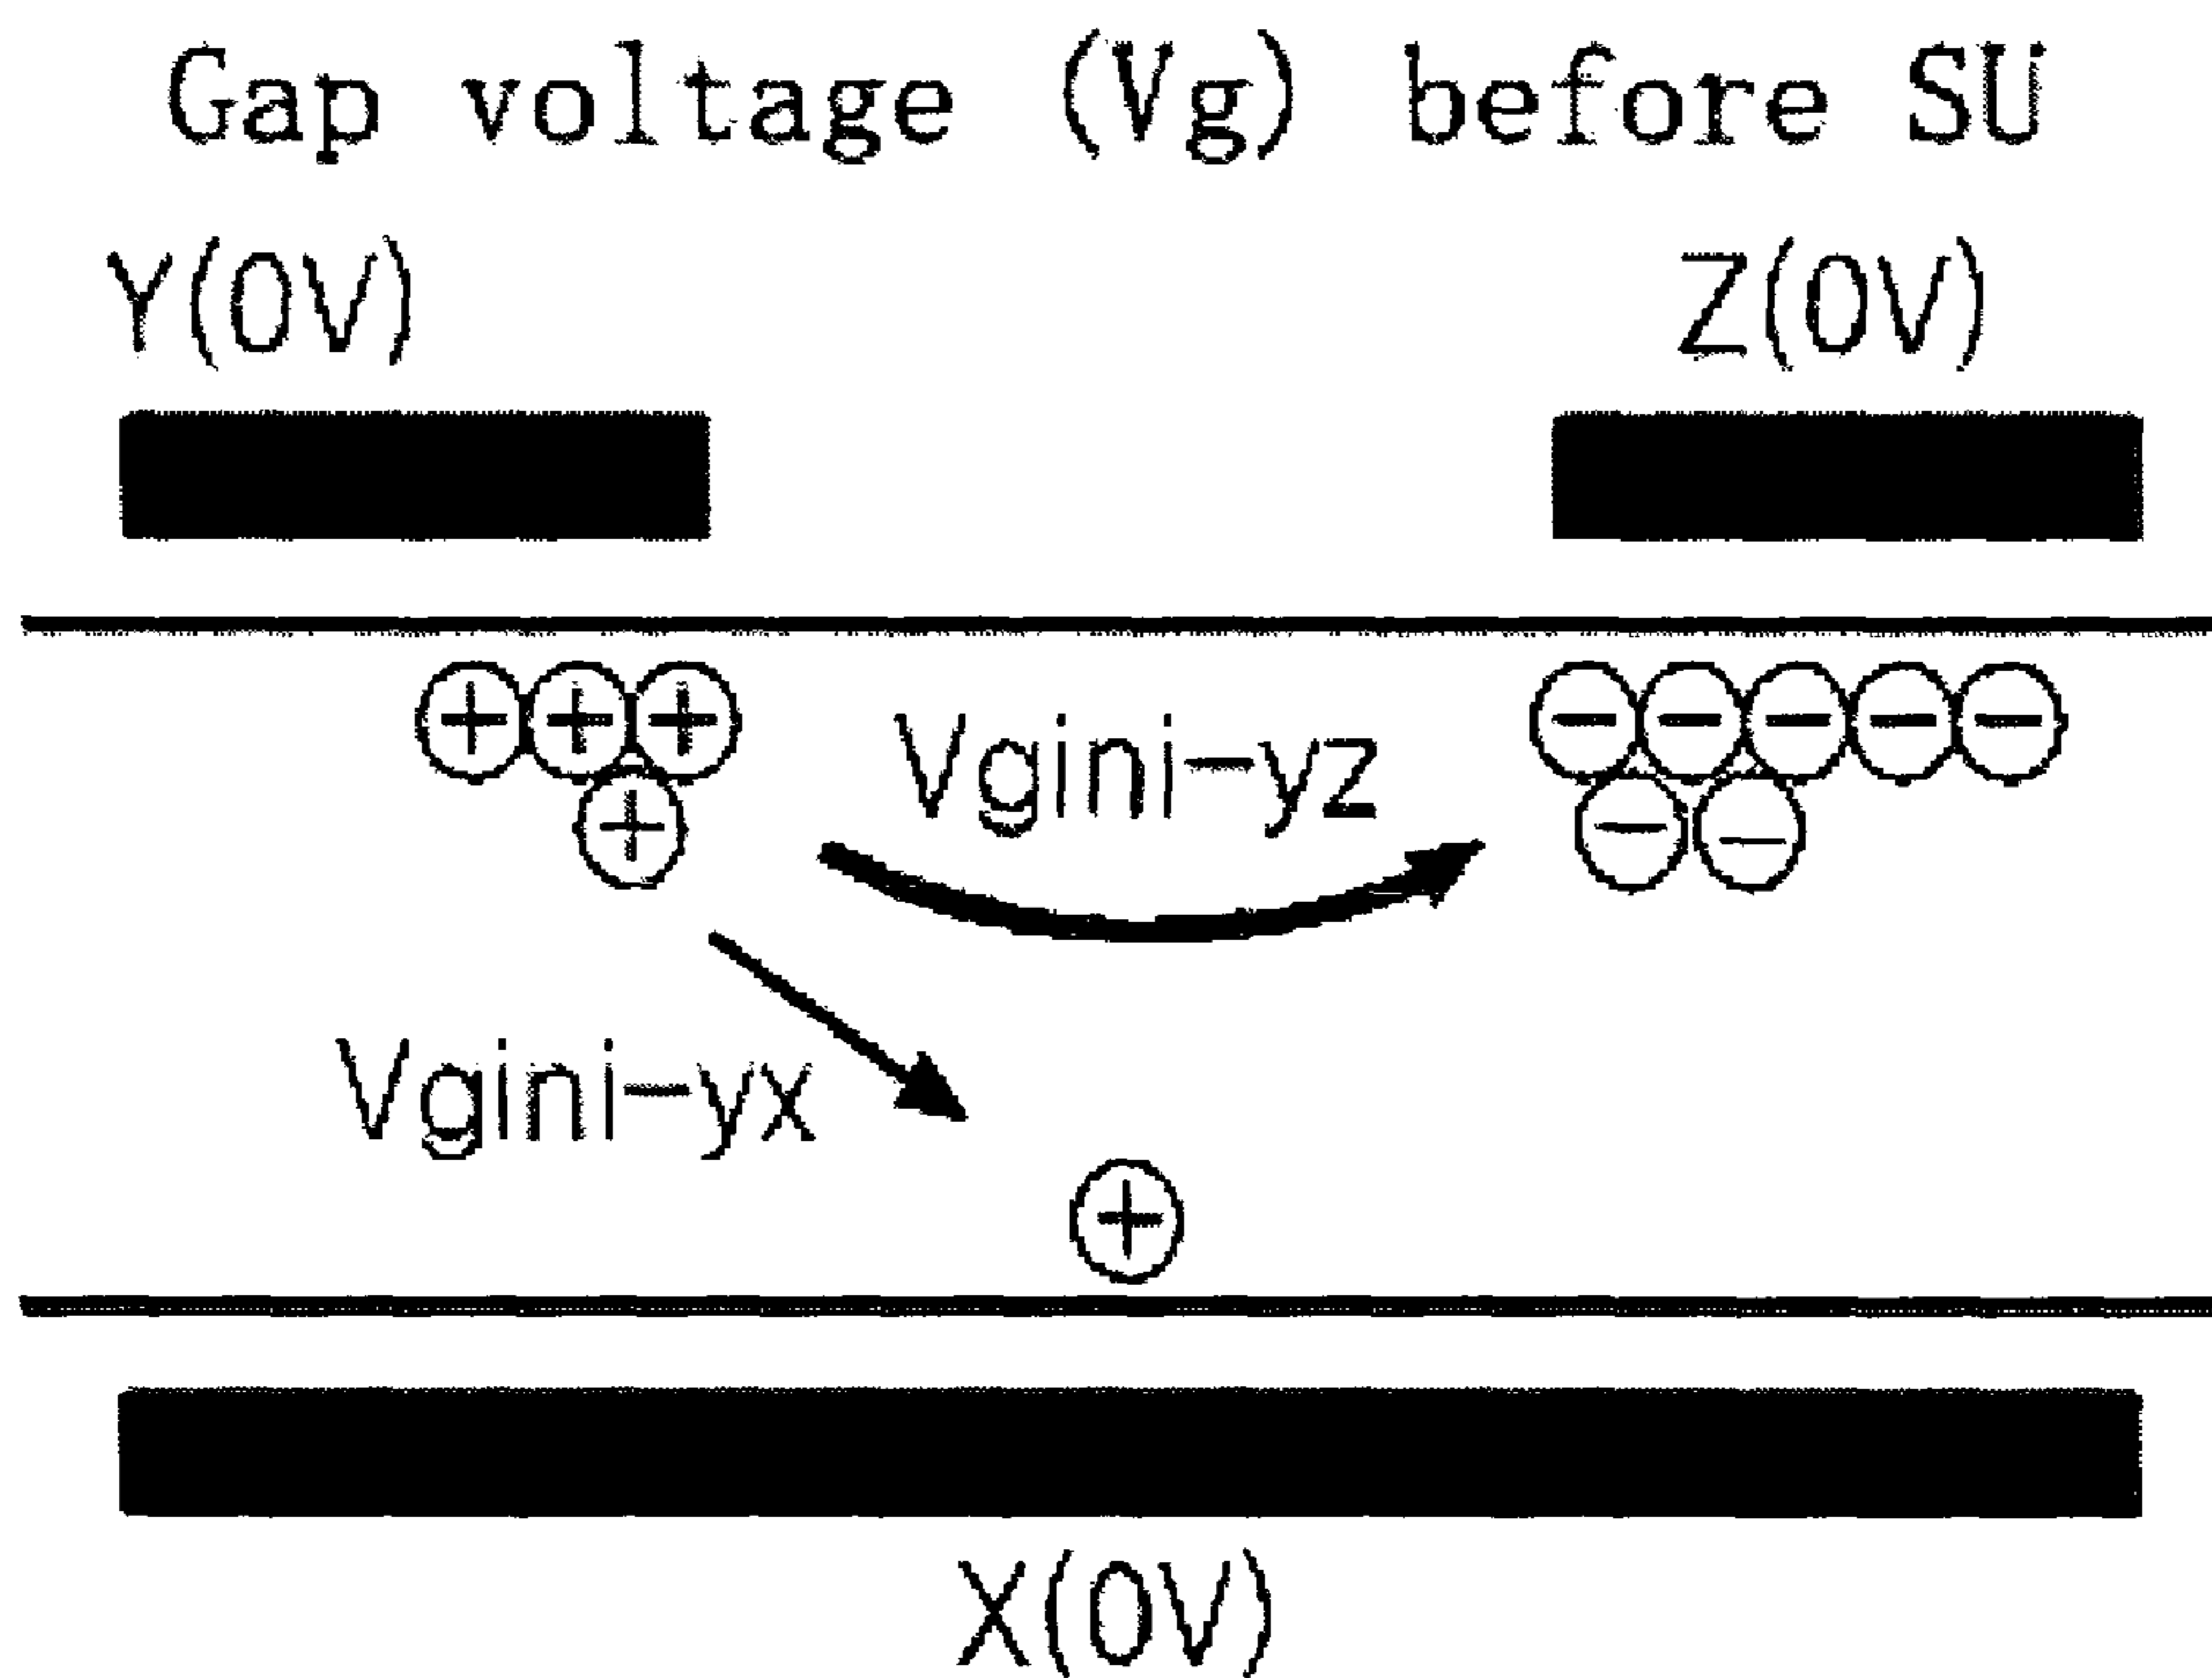 Gap voltage (Vg) before SU
Y(0V) Z(0V)
+ + + - - - - -
Vgini-yz
+ - -
Vgini-yx
+
X(0V)